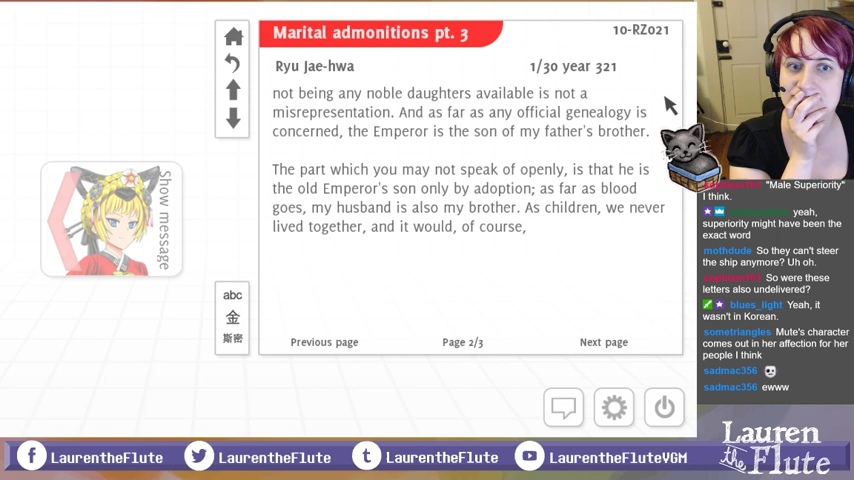 Marital admonitions pt. 3
10-RZ021
Ryu Jae-hwa
1/30 year 321
not being any noble daughters available is not a
misrepresentation. And as far as any official genealogy is
concerned, the Emperor is the son of my father's brother.
The part which you may not speak of openly, is that he is
the old Emperor's son only by adoption; as far as blood
goes, my husband is also my brother. As children, we never
lived together, and it would, of course,
Show message
abc
金
斯密
Previous page
Page 2/3
Next page
"Male Superiority"
I think.
yeah,
superiority might have been the
exact word
mothdude So they can't steer
the ship anymore? Uh oh.
So were these
letters also undelivered?
blues_light Yeah, it
wasn't in Korean.
sometriangles Mute's character
comes out in her affection for her
people I think
sadmac356
sadmac356 ewww
Lauren
the Flute
LaurentheFlute
LaurentheFlute
LaurentheFlute
LaurentheFluteVGM